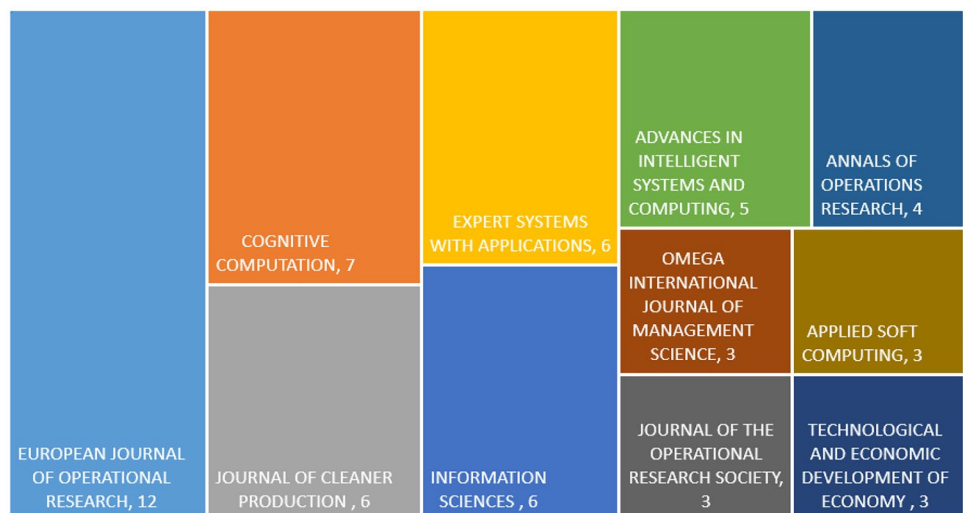 EUROPEAN JOURNAL
OF OPERATIONAL
RESEARCH, 12
COGNITIVE
COMPUTATION, 7
JOURNAL OF CLEANER
PRODUCTION , 6
EXPERT SYSTEMS
WITH APPLICATIONS, 6
INFORMATION
SCIENCES , 6
ADVANCES IN
INTELLIGENT
SYSTEMS AND
COMPUTING, 5
ANNALS OF
OPERATIONS
RESEARCH, 4
OMEGA
INTERNATIONAL
JOURNAL OF
MANAGEMENT
SCIENCE, 3
APPLIED SOFT
COMPUTING, 3
JOURNAL OF THE
OPERATIONAL
RESEARCH SOCIETY,
3
TECHNOLOGICAL
AND ECONOMIC
DEVELOPMENT OF
ECONOMY , 3